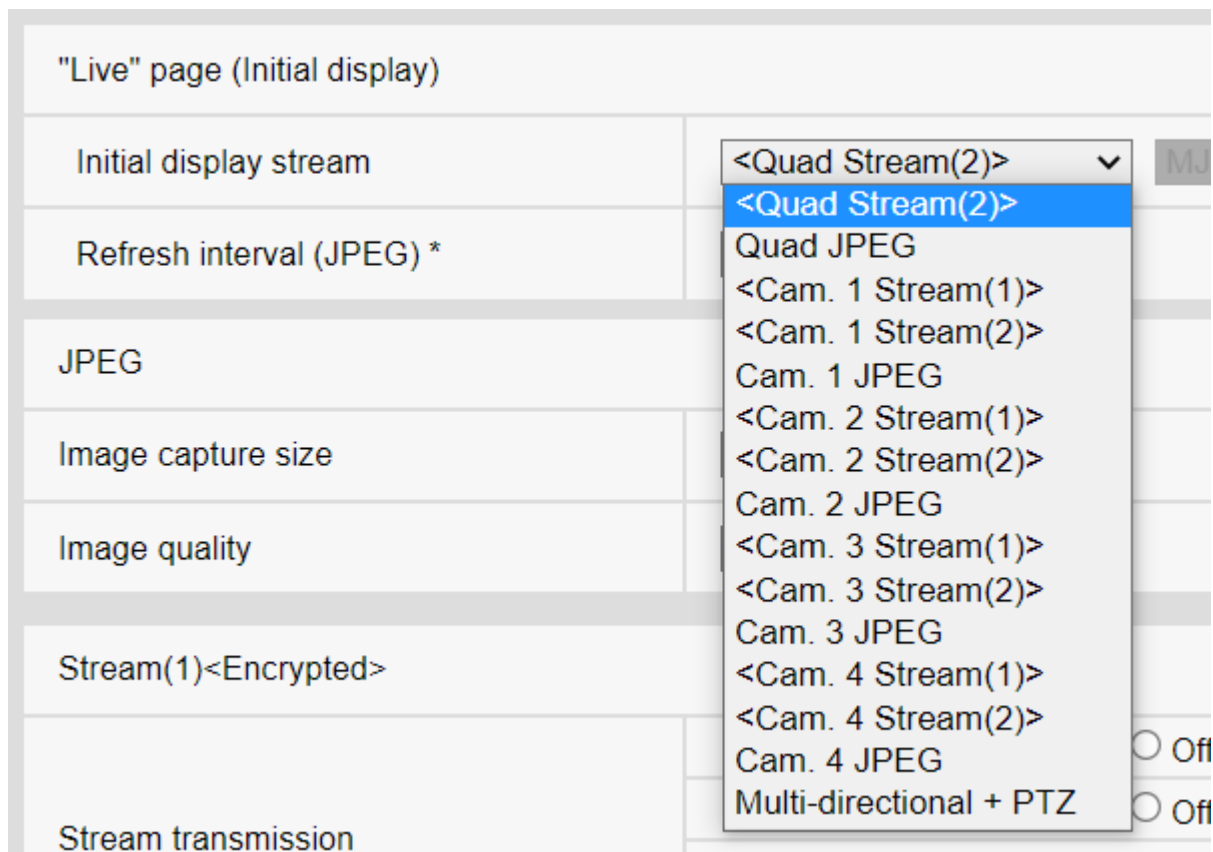 "Live" page (Initial display)
Initial display stream
<Quad Stream(2)>
MJ
<Quad Stream(2)>
Quad JPEG
<Cam. 1 Stream(1)>
<Cam. 1 Stream(2)>
Cam. 1 JPEG
<Cam. 2 Stream(1)>
<Cam. 2 Stream(2)>
Cam. 2 JPEG
<Cam. 3 Stream(1)>
<Cam. 3 Stream(2)>
Cam. 3 JPEG
<Cam. 4 Stream(1)>
<Cam. 4 Stream(2)>
Cam. 4 JPEG
Multi-directional + PTZ
Refresh interval (JPEG) *
JPEG
Image capture size
Image quality
Stream(1)<Encrypted>
Stream transmission
Off
Off